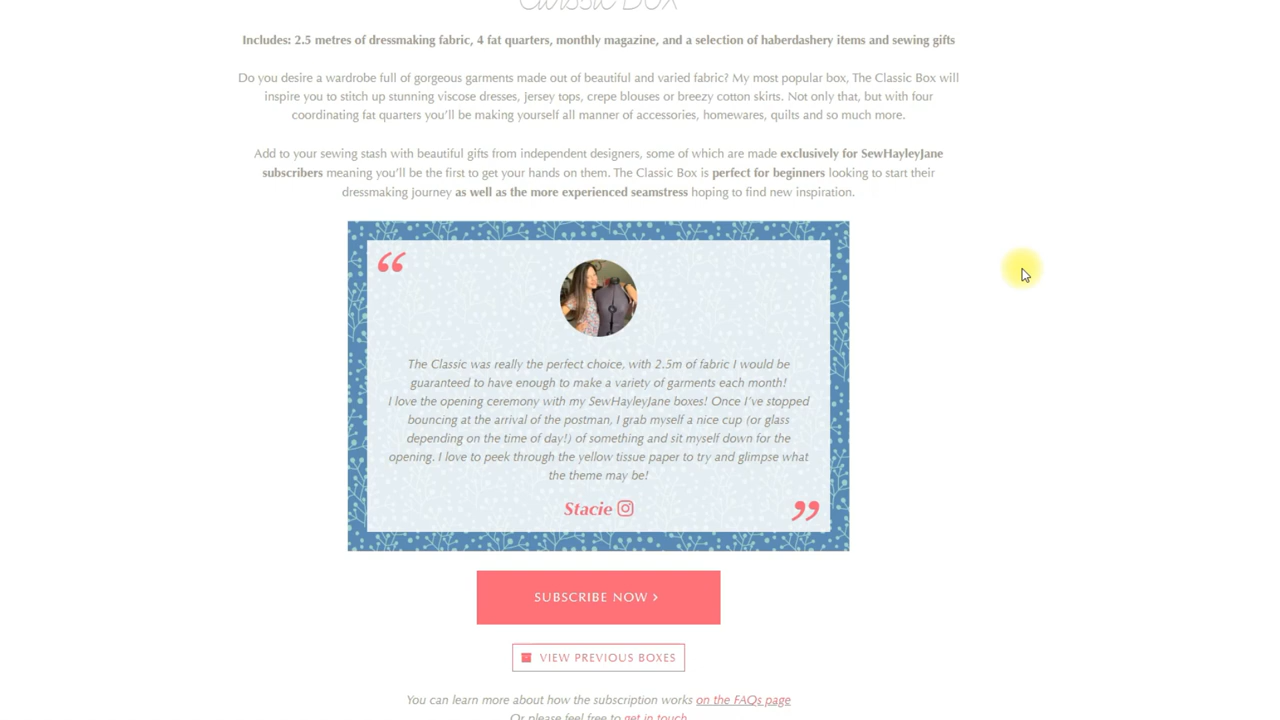 Classic Box
Includes: 2.5 metres of dressmaking fabric, 4 fat quarters, monthly magazine, and a selection of haberdashery items and sewing gifts
Do you desire a wardrobe full of gorgeous garments made out of beautiful and varied fabric? My most popular box, The Classic Box will
inspire you to stitch up stunning viscose dresses, jersey tops, crepe blouses or breezy cotton skirts. Not only that, but with four
coordinating fat quarters you'll be making yourself all manner of accessories, homewares, quilts and so much more.
Add to your sewing stash with beautiful gifts from independent designers, some of which are made exclusively for SewHayleyJane
subscribers meaning you'll be the first to get your hands on them. The Classic Box is perfect for beginners looking to start their
dressmaking journey as well as the more experienced seamstress hoping to find new inspiration.
“
The Classic was really the perfect choice, with 2.5m of fabric I would be
guaranteed to have enough to make a variety of garments each month!
I love the opening ceremony with my SewHayleyJane boxes! Once I've stopped
bouncing at the arrival of the postman, I grab myself a nice cup (or glass
depending on the time of day!) of something and sit myself down for the
opening. I love to peek through the yellow tissue paper to try and glimpse what
the theme may be!
Stacie
”
SUBSCRIBE NOW >
VIEW PREVIOUS BOXES
You can learn more about how the subscription works on the FAQs page
Or please feel free to get in touch